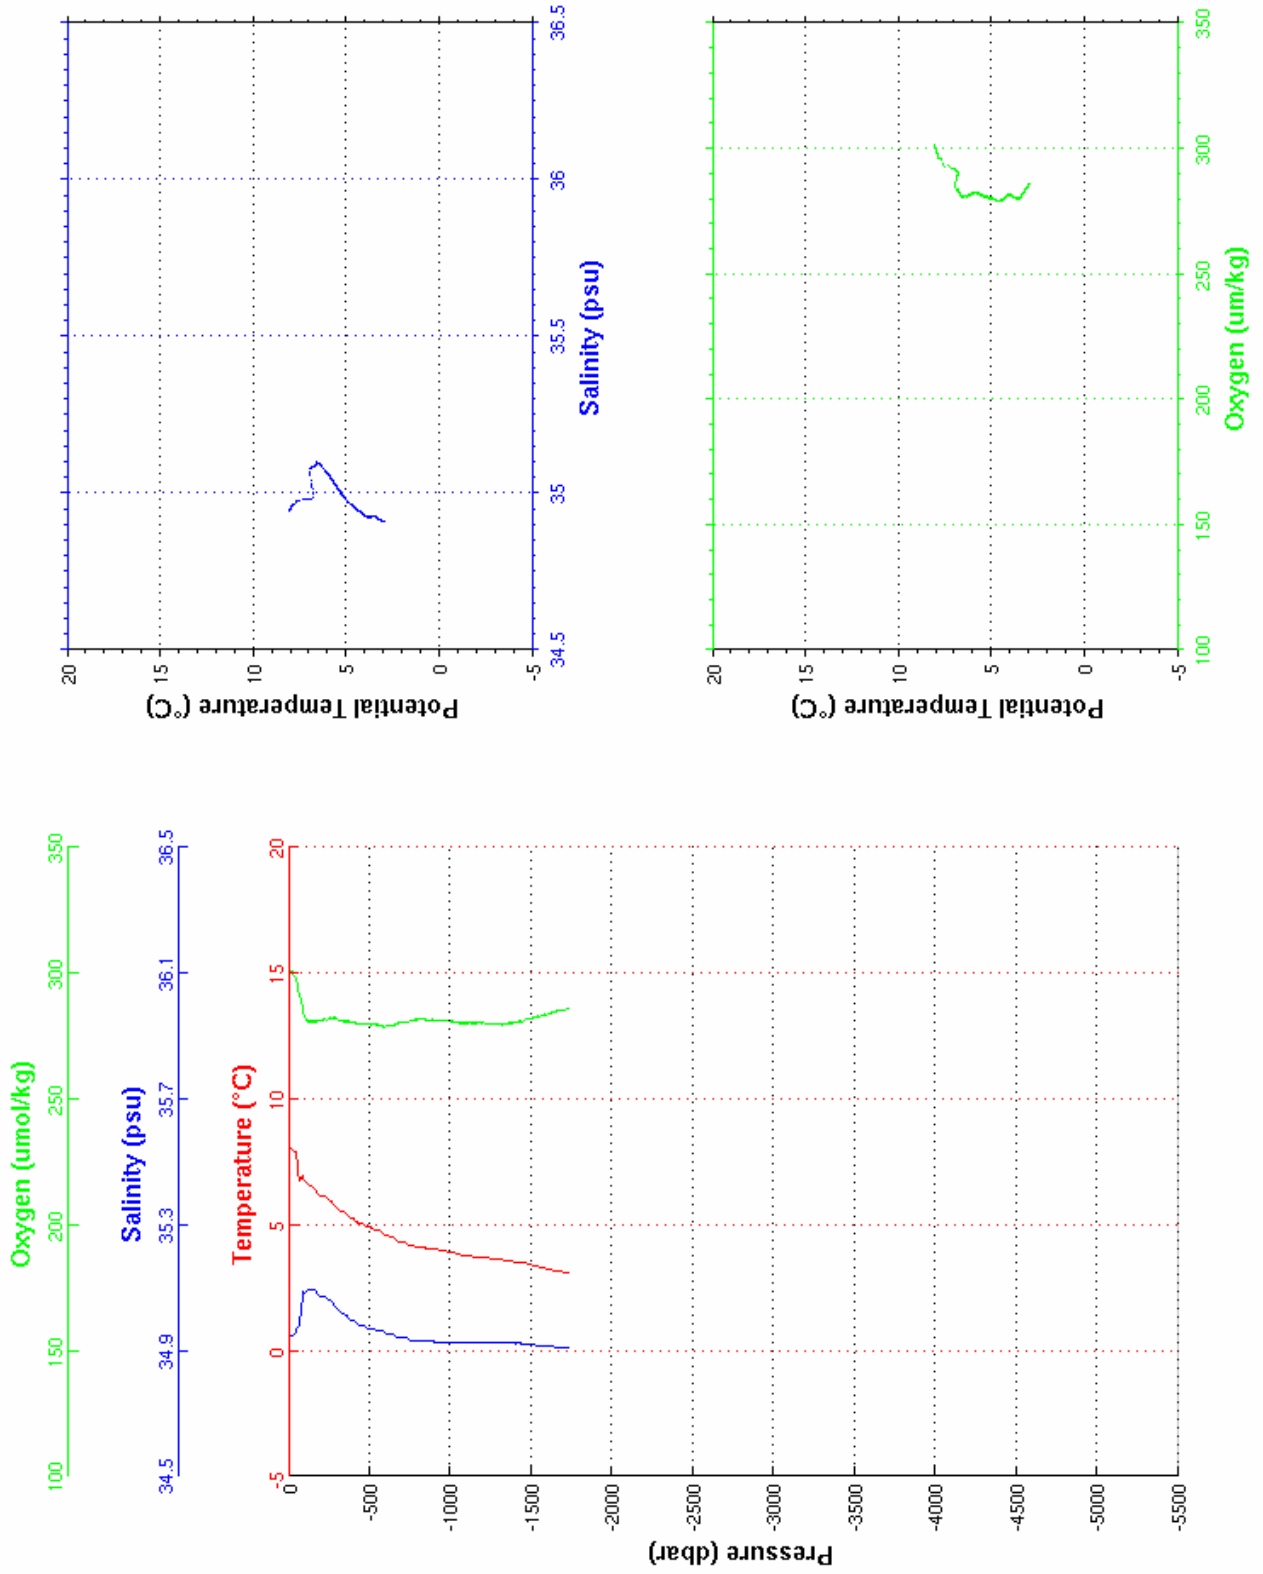 Oxygen (umol/kg)
100 150 200 250 300 350
Salinity (psu)
34.5 34.9 35.3 35.7 36.1 36.5
Temperature (°C)
-5 0 5 10 15 20
0
-500
-1000
-1500
-2000
-2500
-3000
-3500
-4000
-4500
-5000
-5500
Pressure (dbar)
20
15
10
5
0
-5
Potential Temperature (°C)
34.5 35 35.5 36 36.5
Salinity (psu)
20
15
10
5
0
-5
Potential Temperature (°C)
100 150 200 250 300 350
Oxygen (um/kg)